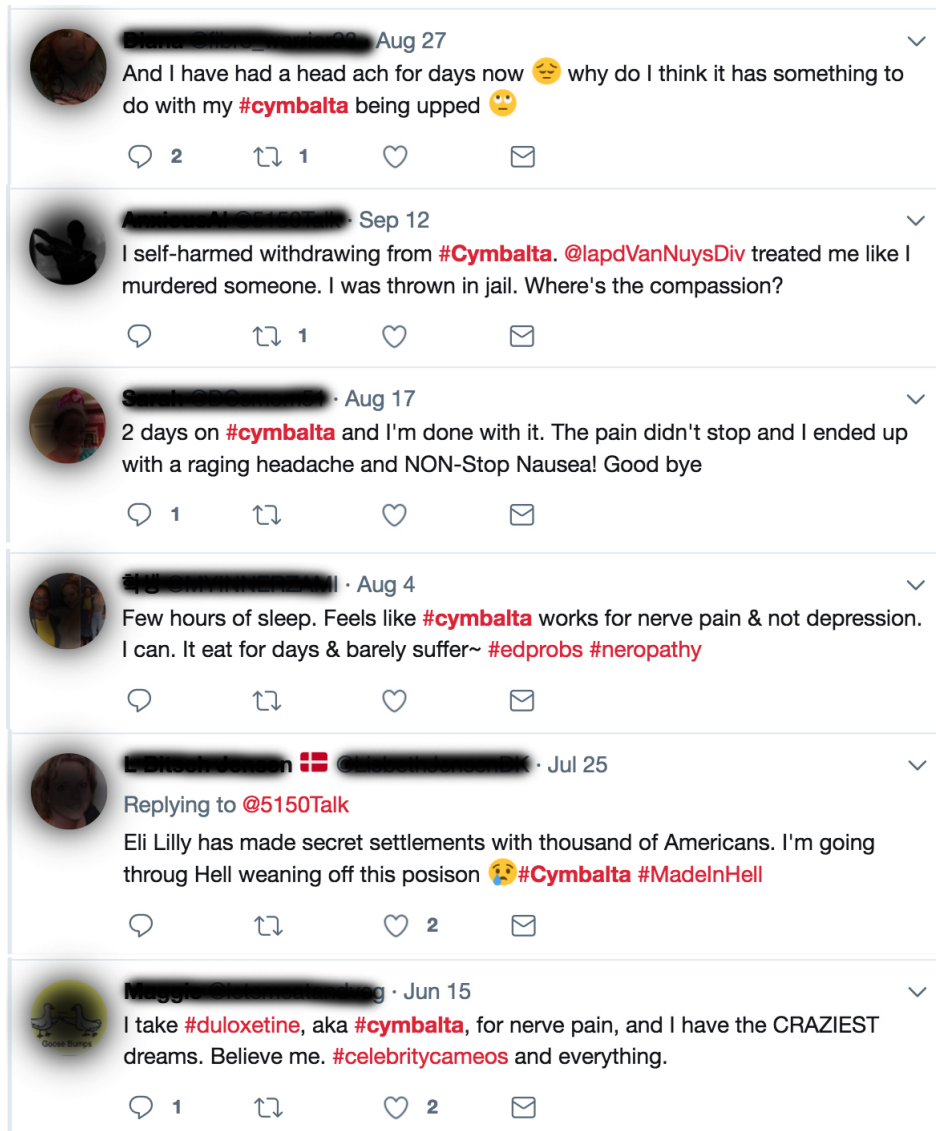 Aug 27
And I have had a head ach for days now 😔 why do I think it has something to
do with my #cymbalta being upped 🙄
2 1
· Sep 12
I self-harmed withdrawing from #Cymbalta. @lapdVanNuysDiv treated me like I
murdered someone. I was thrown in jail. Where's the compassion?
1
· Aug 17
2 days on #cymbalta and I'm done with it. The pain didn't stop and I ended up
with a raging headache and NON-Stop Nausea! Good bye
1
· Aug 4
Few hours of sleep. Feels like #cymbalta works for nerve pain & not depression.
I can. It eat for days & barely suffer~ #edprobs #neropathy
🇩🇰 · Jul 25
Replying to @5150Talk
Eli Lilly has made secret settlements with thousand of Americans. I'm going
throug Hell weaning off this posison 😢#Cymbalta #MadeInHell
2
· Jun 15
Goose Bumps
I take #duloxetine, aka #cymbalta, for nerve pain, and I have the CRAZIEST
dreams. Believe me. #celebritycameos and everything.
1 2